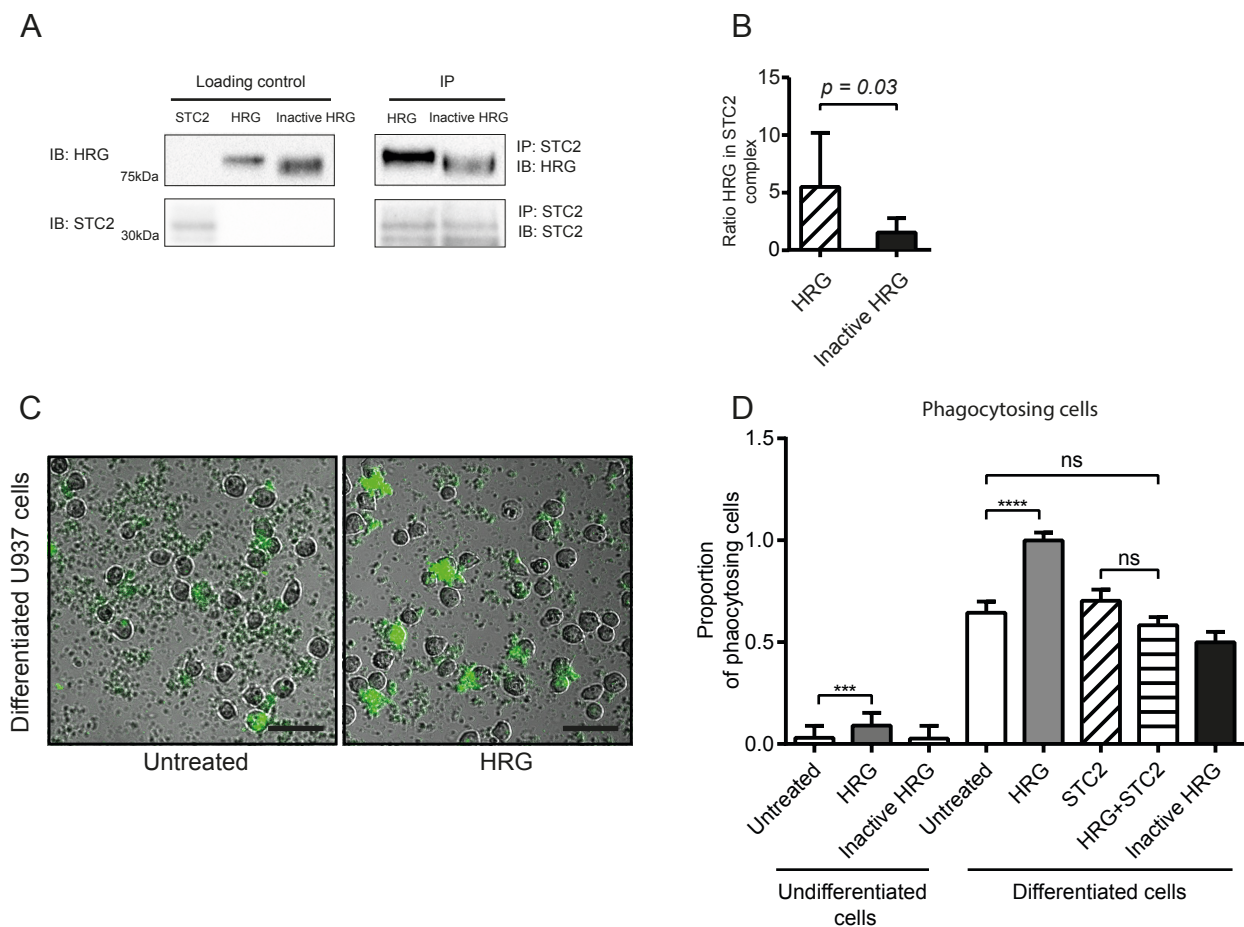 A
Loading control
IP
STC2 HRG Inactive HRG
HRG Inactive HRG
IB: HRG
75kDa
IP: STC2
IB: HRG
IB: STC2
30kDa
IP: STC2
IB: STC2
B
Ratio HRG in STC2
complex
15
10
5
0
p = 0.03
HRG
Inactive HRG
C
Differentiated U937 cells
Untreated
HRG
D
Phagocytosing cells
Proportion
of phaocytosing cells
1.5
1.0
0.5
0.0
***
****
ns
ns
Untreated
HRG
Inactive HRG
Untreated
HRG
STC2
HRG+STC2
Inactive HRG
Undifferentiated
cells
Differentiated cells